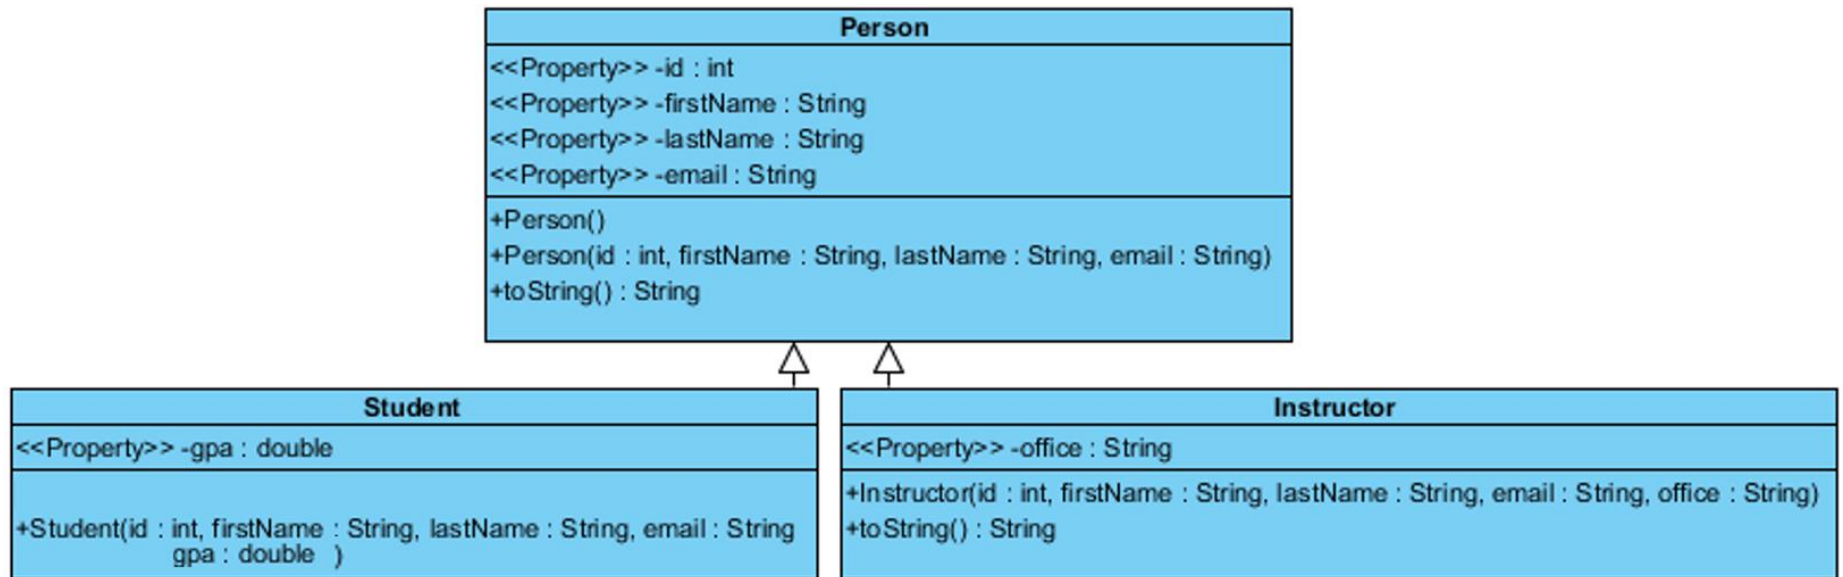 Person
<<Property>> -id : int
<<Property>> -firstName : String
<<Property>> -lastName : String
<<Property>> -email : String
+Person()
+Person(id : int, firstName : String, lastName : String, email : String)
+toString() : String
Student
<<Property>> -gpa : double
+Student(id : int, firstName : String, lastName : String, email : String
gpa : double )
Instructor
<<Property>> -office : String
+Instructor(id : int, firstName : String, lastName : String, email : String, office : String)
+toString() : String